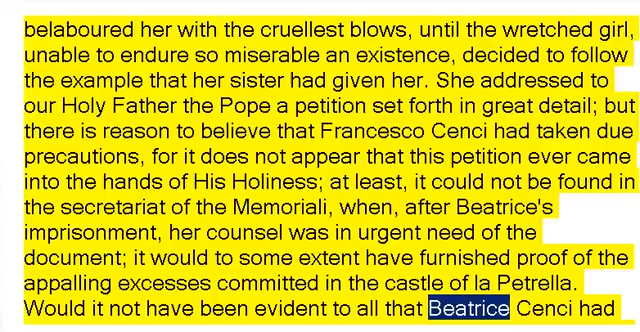 belaboured her with the cruellest blows, until the wretched girl,
unable to endure so miserable an existence, decided to follow
the example that her sister had given her. She addressed to
our Holy Father the Pope a petition set forth in great detail; but
there is reason to believe that Francesco Cenci had taken due
precautions, for it does not appear that this petition ever came
into the hands of His Holiness; at least, it could not be found in
the secretariat of the Memoriali, when, after Beatrice's
imprisonment, her counsel was in urgent need of the
document; it would to some extent have furnished proof of the
appalling excesses committed in the castle of la Petrella.
Would it not have been evident to all that Beatrice Cenci had